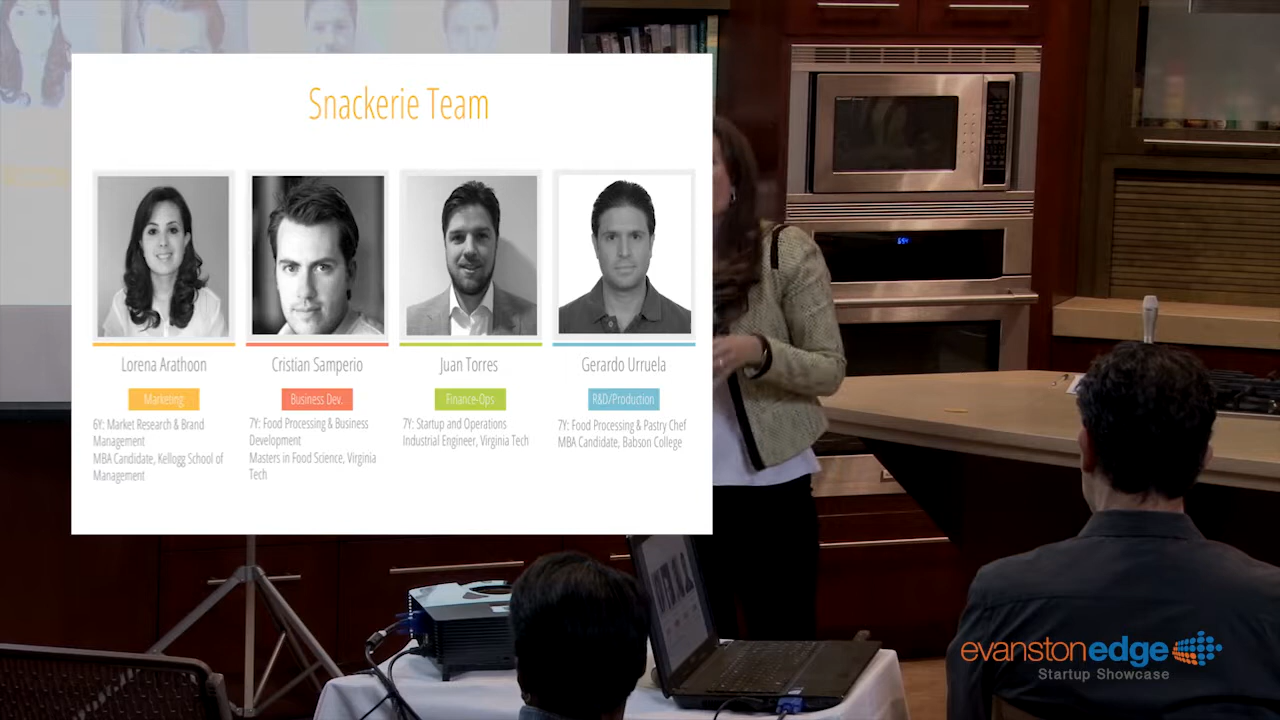 Snackerie Team
Lorena Arathoon
Cristian Samperio
Juan Torres
Gerardo Urruela
Marketing
Business Dev.
Finance-Ops
R&D/Production
6Y: Market Research & Brand
Management
MBA Candidate, Kellogg School of
Management
7Y: Food Processing & Business
Development
Masters in Food Science, Virginia
Tech
7Y: Startup and Operations
Industrial Engineer, Virginia Tech
7Y: Food Processing & Pastry Chef
MBA Candidate, Babson College
evanstonedge
Startup Showcase